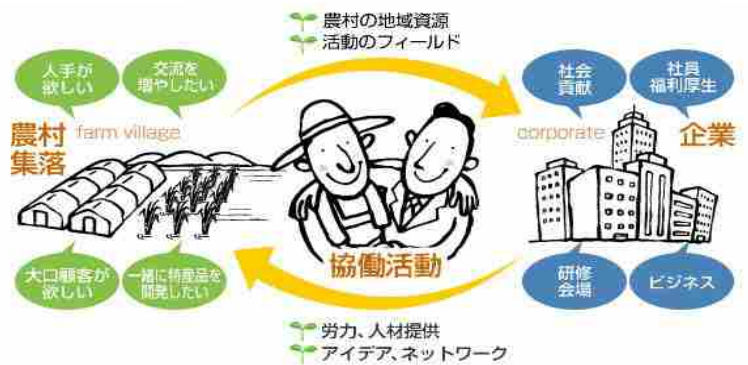 農村の地域資源
活動のフィールド
人手が
欲しい
交流を
増やしたい
農村
集落
farm village
大口顧客が
欲しい
一緒に特産品を
開発したい
協働活動
社会
貢献
社員
福利厚生
corporate
企業
研修
会場
ビジネス
労力、人材提供
アイデア、ネットワーク